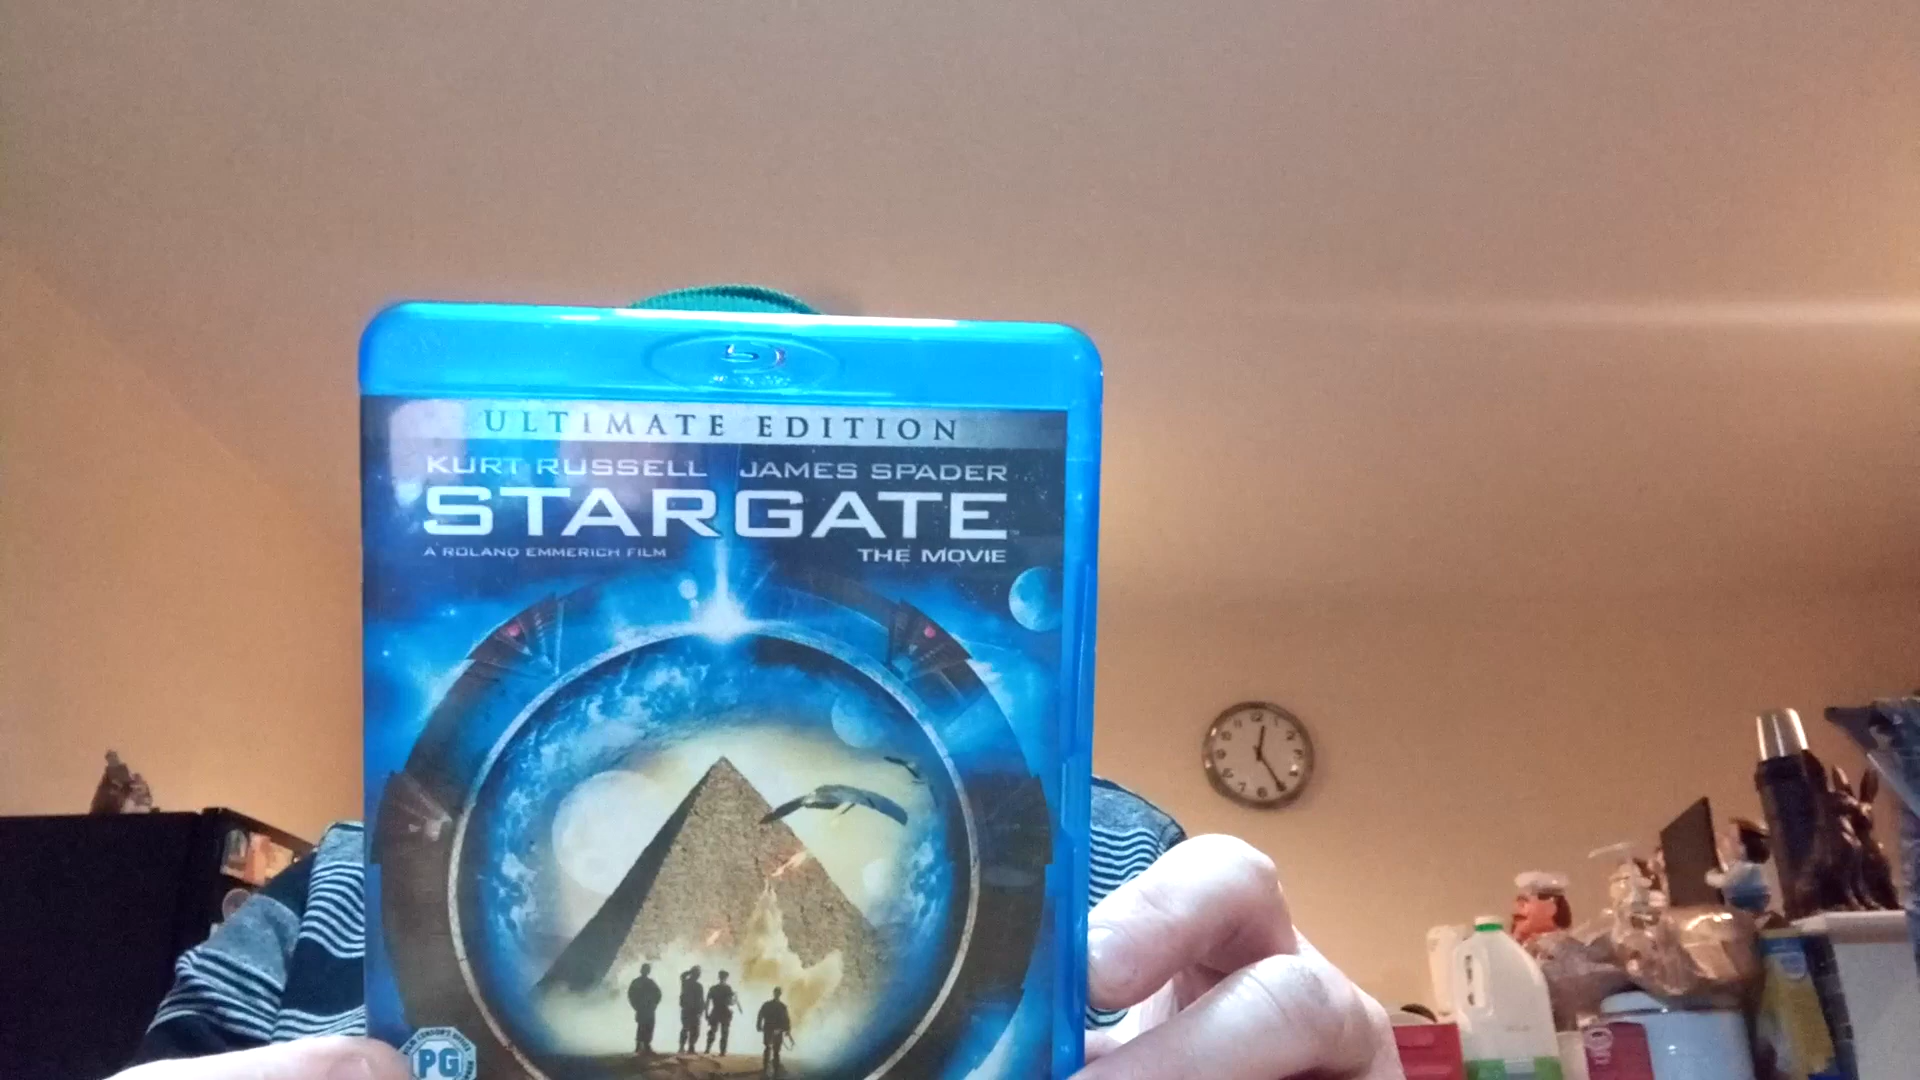 ULTIMATE EDITION
KURT RUSSELL JAMES SPADER
STARGATE
A ROLAND EMMERICH FILM THE MOVIE
PG